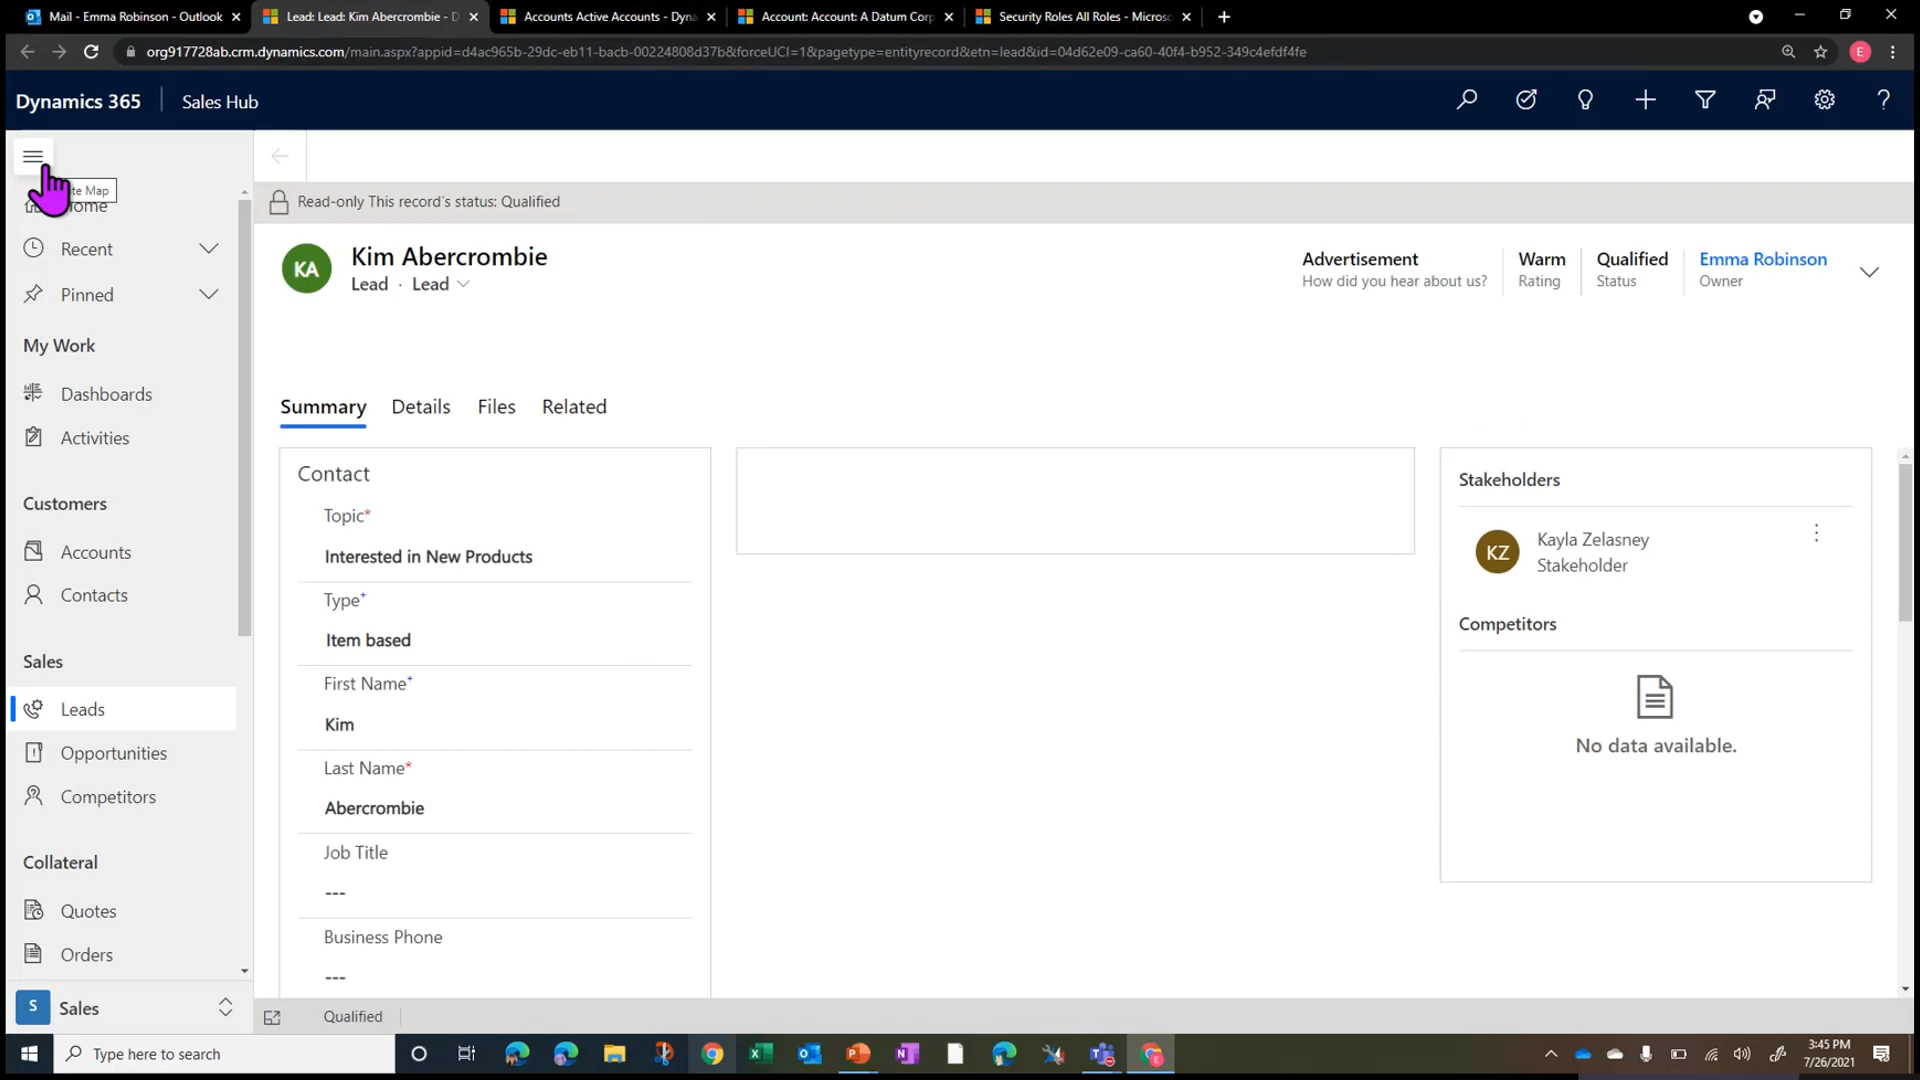 Mail - Emma Robinson - Outlook
Lead: Lead: Kim Abercrombie - D
Accounts Active Accounts - Dyna
Account: Account: A Datum Corp
Security Roles All Roles - Microso
org917728ab.crm.dynamics.com/main.aspx?appid=d4ac965b-29dc-eb11-bacb-00224808d37b&forceUCI=1&pagetype=entityrecord&etn=lead&id=04d62e09-ca60-40f4-b952-349c4efdf4fe
E
Dynamics 365
Sales Hub
te Map
ome
Recent
Pinned
My Work
Dashboards
Activities
Customers
Accounts
Contacts
Sales
Leads
Opportunities
Competitors
Collateral
Quotes
Orders
S
Sales
Read-only This record's status: Qualified
KA
Kim Abercrombie
Lead · Lead
Advertisement
How did you hear about us?
Warm
Rating
Qualified
Status
Emma Robinson
Owner
Summary
Details
Files
Related
Contact
Topic*
Interested in New Products
Type+
Item based
First Name+
Kim
Last Name*
Abercrombie
Job Title
---
Business Phone
---
Stakeholders
KZ
Kayla Zelasney
Stakeholder
Competitors
No data available.
Qualified
Type here to search
3:45 PM
7/26/2021